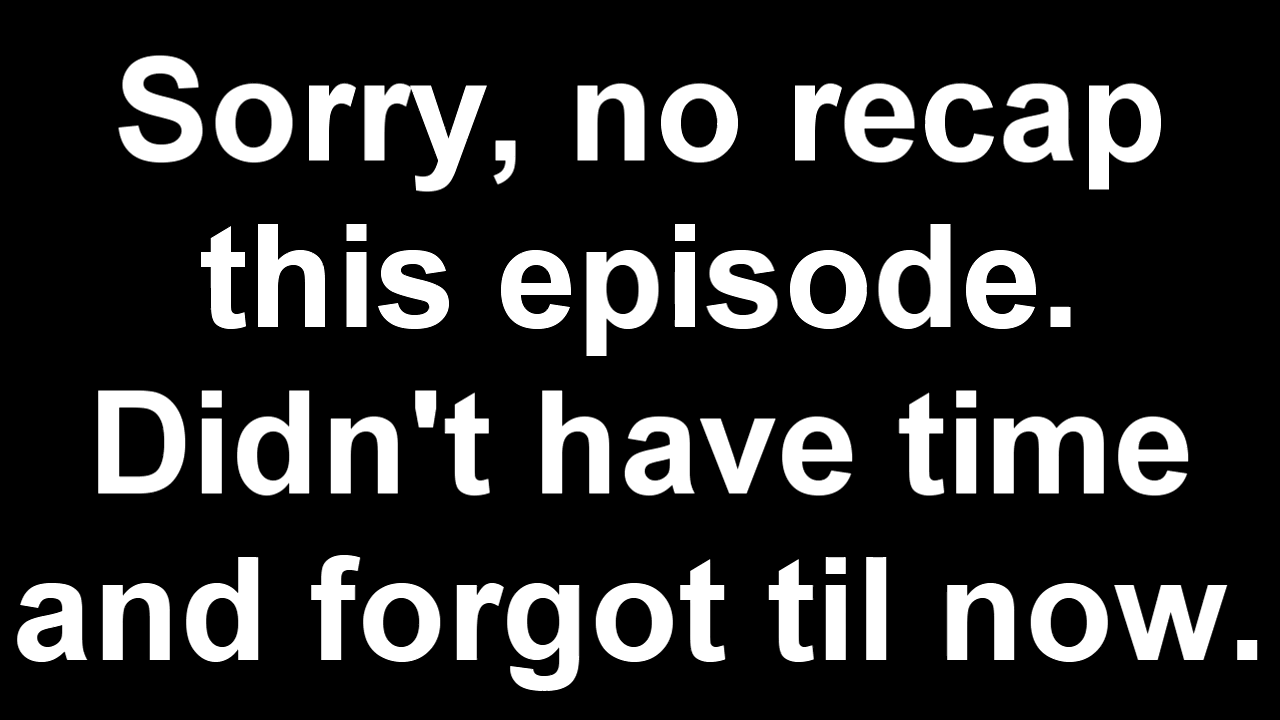 Sorry, no recap
this episode.
Didn't have time
and forgot til now.